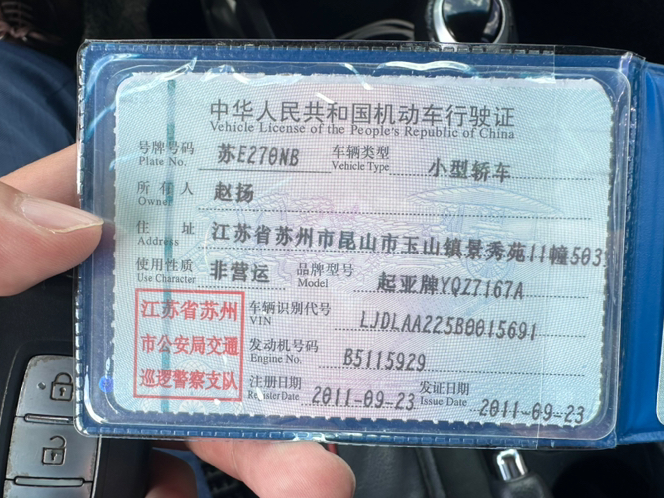 中华人民共和国机动车行驶证
Vehicle License of the People's Republic of China
号牌号码 苏E270NB 车辆类型 小型轿车
Plate No. Vehicle Type
所有人 赵扬
Owner
住址 江苏省苏州市昆山市玉山镇景秀苑11幢503
Address
使用性质 非营运 品牌型号 起亚牌YQZ7167A
Use Character Model
江苏省苏州
市公安局交通
巡逻警察支队
车辆识别代号 LJDLAA225B0015691
VIN
发动机号码 B5115929
Engine No.
注册日期 2011-09-23 发证日期 2011-09-23
Register Date Issue Date